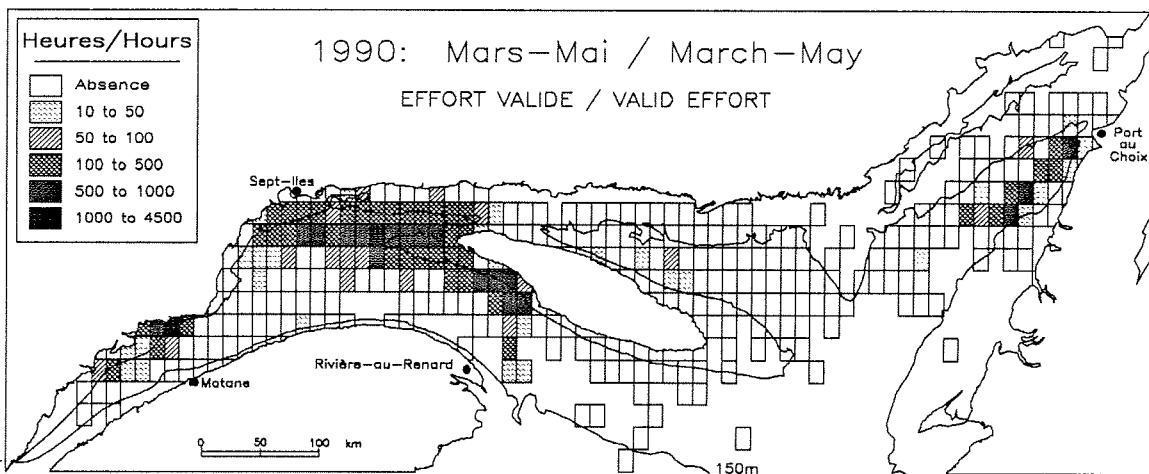 Heures/Hours
Absence
10 to 50
50 to 100
100 to 500
500 to 1000
1000 to 4500
1990: Mars-Mai / March-May
EFFORT VALIDE / VALID EFFORT
Port
au
Choix
Sept-Iles
Rivière-au-Renard
Matane
0 50 100 km
150m